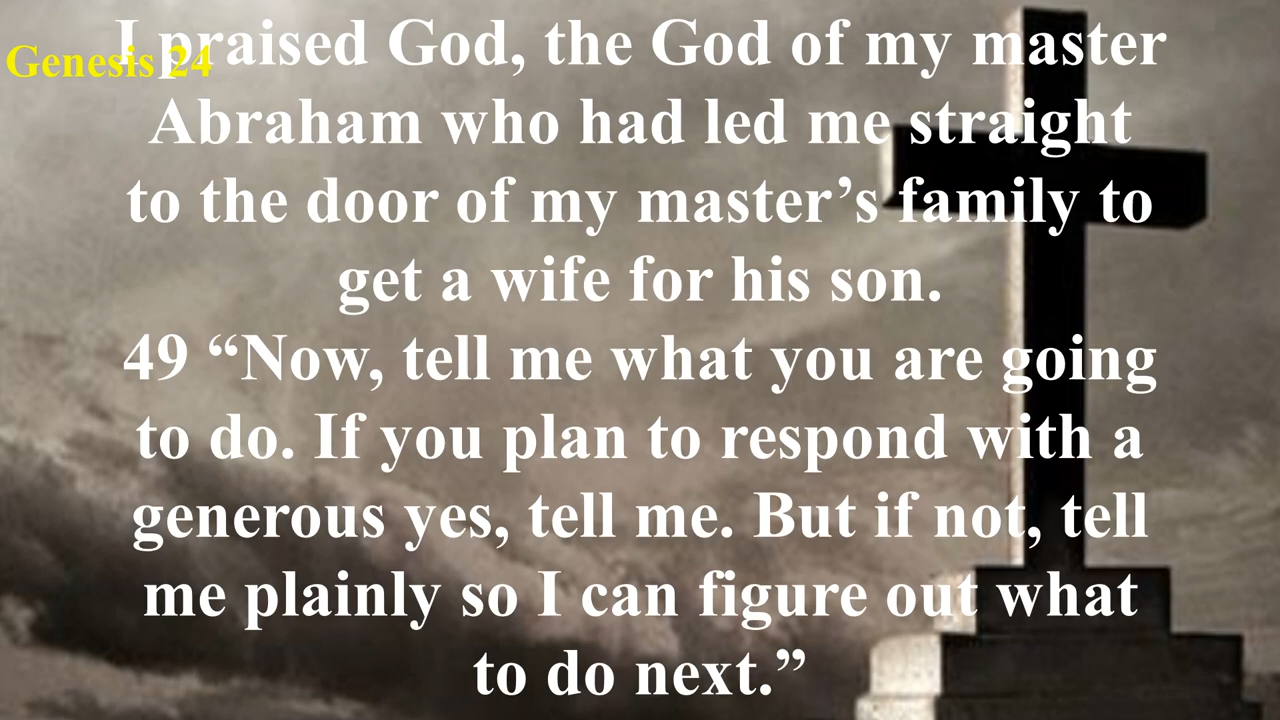 Genesis 24
I praised God, the God of my master
Abraham who had led me straight
to the door of my master’s family to
get a wife for his son.
49 “Now, tell me what you are going
to do. If you plan to respond with a
generous yes, tell me. But if not, tell
me plainly so I can figure out what
to do next.”